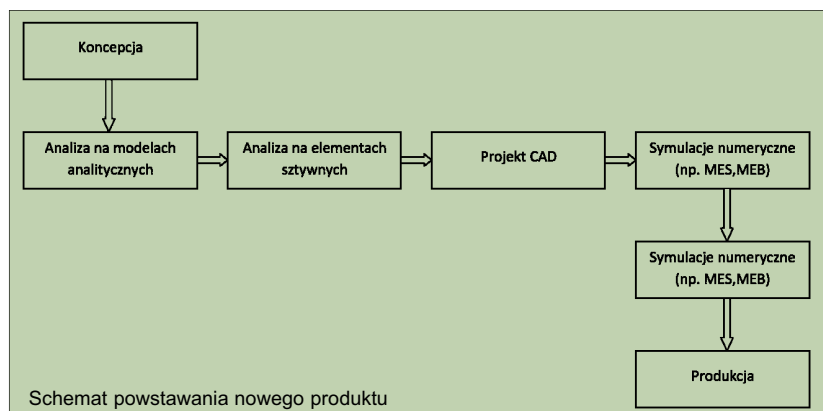 Koncepcja
Analiza na modelach
analitycznych
Analiza na elementach
sztywnych
Projekt CAD
Symulacje numeryczne
(np. MES,MEB)
Symulacje numeryczne
(np. MES,MEB)
Produkcja
Schemat powstawania nowego produktu